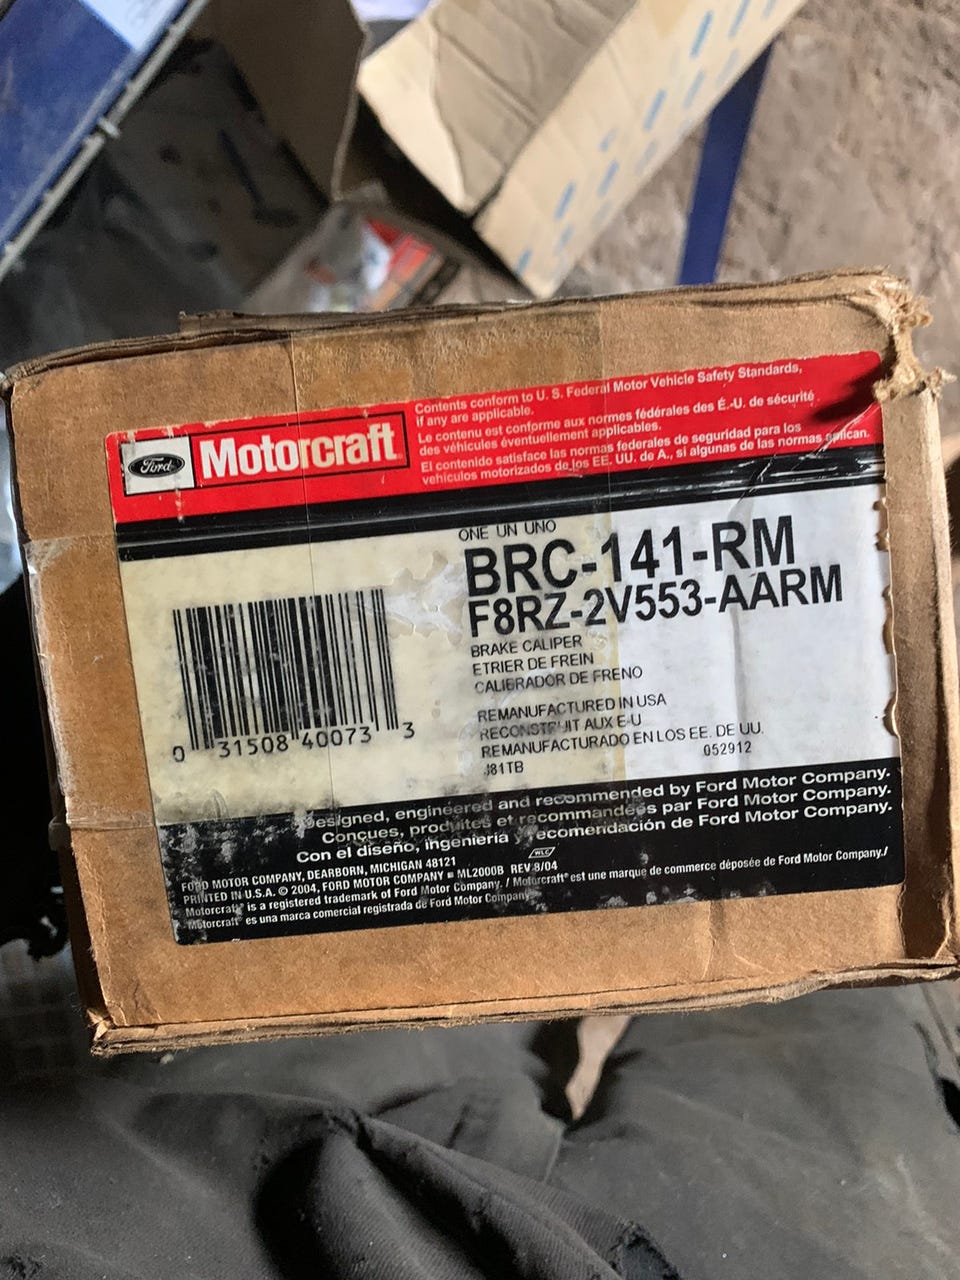 Ford
Motorcraft
Contents conform to U. S. Federal Motor Vehicle Safety Standards,
if any are applicable.
Le contenu est conforme aux normes fédérales des É.-U. de sécurité
des véhicules éventuellement applicables.
El contenido satisface las normas federales de seguridad para los
vehículos motorizados de los EE. UU. de A., si algunas de las normas aplican.
ONE UN UNO
BRC-141-RM
F8RZ-2V553-AARM
BRAKE CALIPER
ETRIER DE FREIN
CALIBRADOR DE FRENO
REMANUFACTURED IN USA
RECONSTRUIT AUX E-U
REMANUFACTURADO EN LOS EE. DE UU.
052912
J81TB
0 31508 40073 3
Designed, engineered and recommended by Ford Motor Company.
Conçues, produites et recommandées par Ford Motor Company.
Con el diseño, ingeniería y recomendación de Ford Motor Company.
WLC
FORD MOTOR COMPANY, DEARBORN, MICHIGAN 48121
PRINTED IN U.S.A. © 2004, FORD MOTOR COMPANY ■ ML2000B REV 8/04
Motorcraft® is a registered trademark of Ford Motor Company. / Motorcraft® est une marque de commerce déposée de Ford Motor Company./
Motorcraft® es una marca comercial registrada de Ford Motor Company.